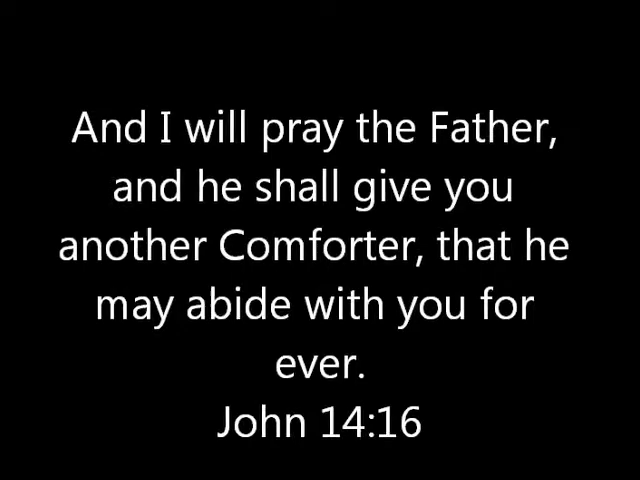 And I will pray the Father,
and he shall give you
another Comforter, that he
may abide with you for
ever.
John 14:16